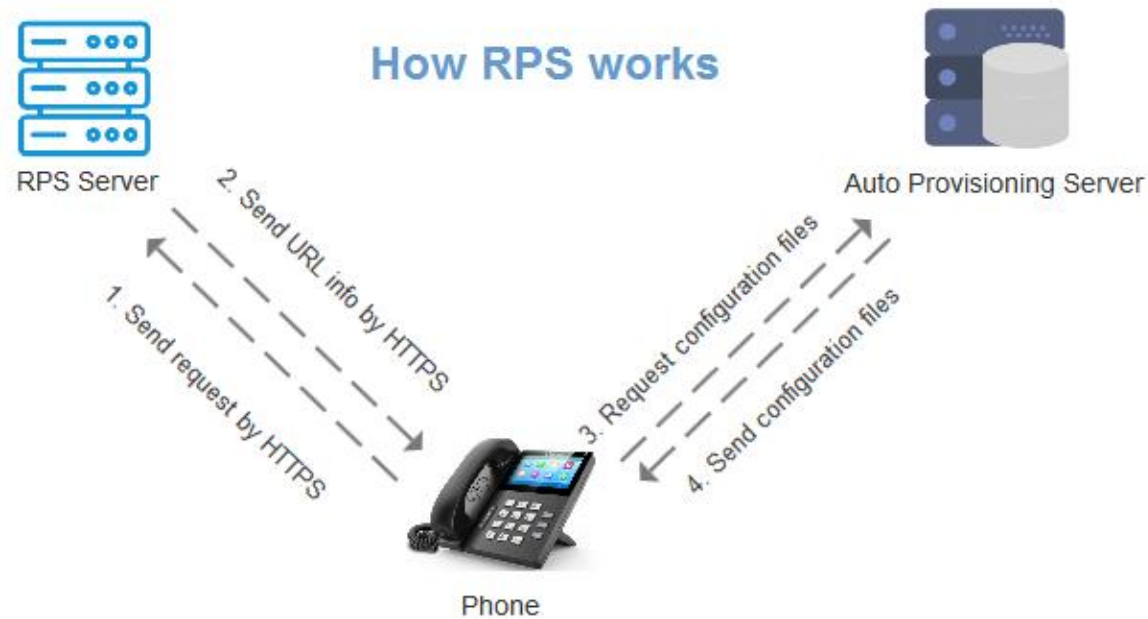 How RPS works
RPS Server
Auto Provisioning Server
1. Send request by HTTPS
2. Send URL info by HTTPS
3. Request configuration files
4. Send configuration files
Phone